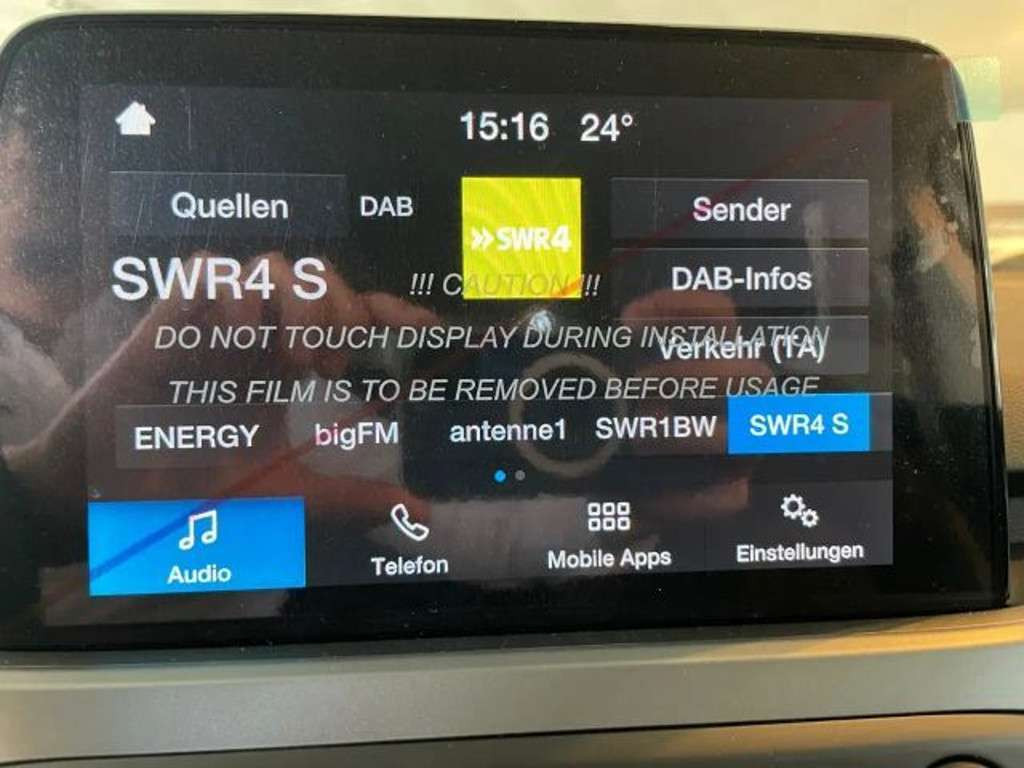 15:16 24°
Quellen DAB Sender
»SWR4
SWR4 S
DAB-Infos
!!! CAUTION !!!
DO NOT TOUCH DISPLAY DURING INSTALLATION
Verkehr (TA)
THIS FILM IS TO BE REMOVED BEFORE USAGE
ENERGY bigFM antenne1 SWR1BW SWR4 S
Audio Telefon Mobile Apps Einstellungen